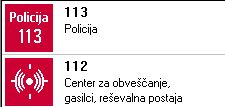 Policija
113
113
Policija
112
Center za obveščanje,
gasilci, reševalna postaja